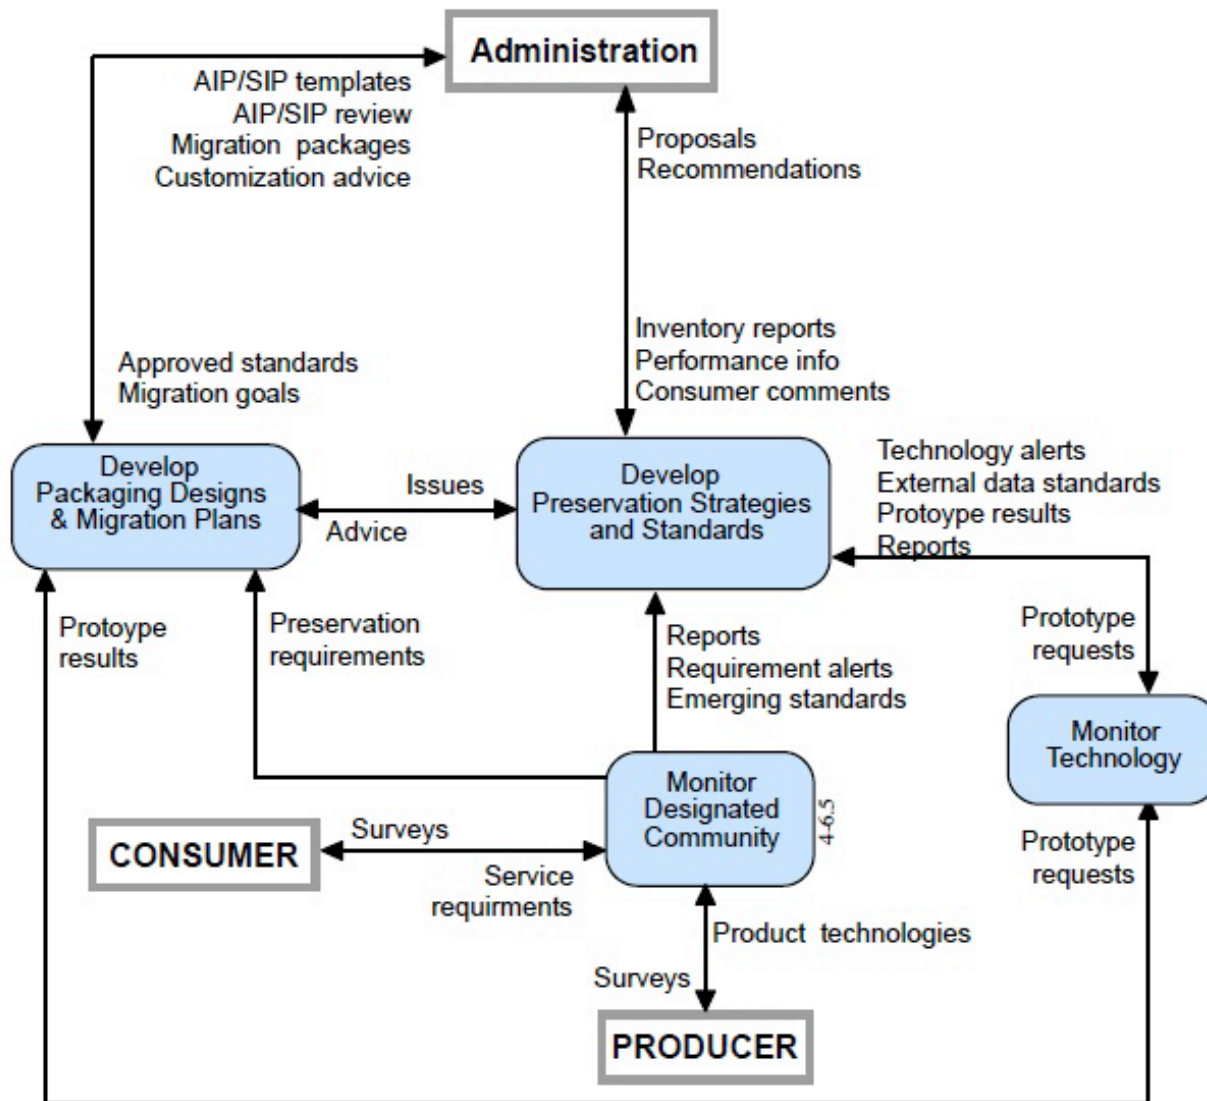 Administration
AIP/SIP templates
AIP/SIP review
Migration packages
Customization advice
Proposals
Recommendations
Approved standards
Migration goals
Inventory reports
Performance info
Consumer comments
Develop
Packaging Designs
& Migration Plans
Issues
Advice
Develop
Preservation Strategies
and Standards
Technology alerts
External data standards
Protoype results
Reports
Protoype
results
Preservation
requirements
Reports
Requirement alerts
Emerging standards
Prototype
requests
Monitor
Technology
Monitor
Designated
Community
4-6.5
CONSUMER
Surveys
Service
requirments
Prototype
requests
Product technologies
Surveys
PRODUCER